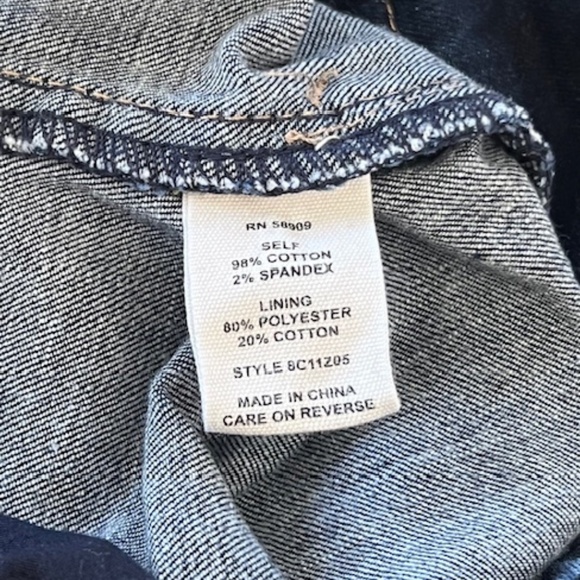 RN 58909
SELF
98% COTTON
2% SPANDEX
LINING
80% POLYESTER
20% COTTON
STYLE 8C11Z05
MADE IN CHINA
CARE ON REVERSE